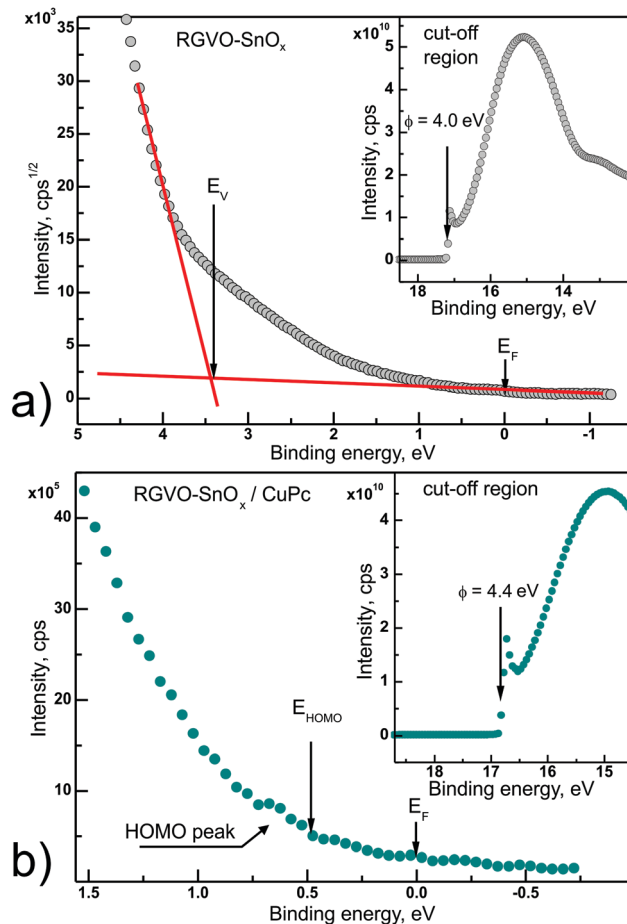 a)
x10³
RGVO-SnOₓ
35
30
25
20
15
10
5
0
Intensity, cps^1/2
E_V
E_F
5 4 3 2 1 0 -1
Binding energy, eV
x10¹⁰
cut-off
region
ϕ = 4.0 eV
5
4
3
2
1
0
Intensity, cps
18 16 14
Binding energy, eV
b)
x10⁵
RGVO-SnOₓ / CuPc
40
30
20
10
Intensity, cps
E_HOMO
E_F
HOMO peak
1.5 1.0 0.5 0.0 -0.5
Binding energy, eV
x10¹⁰
cut-off region
ϕ = 4.4 eV
4
3
2
1
0
Intensity, cps
18 17 16 15
Binding energy, eV